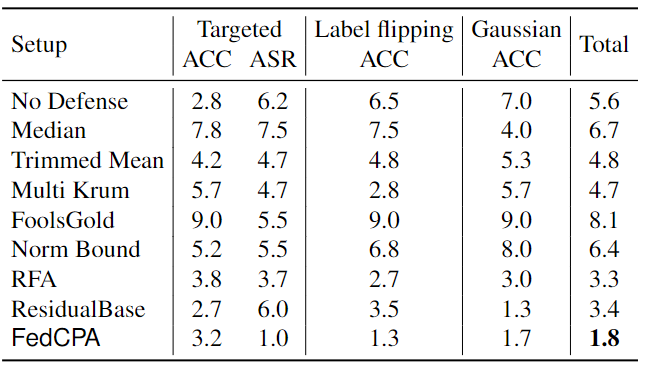 Setup Targeted Label flipping Gaussian Total
ACC ASR ACC ACC
No Defense 2.8 6.2 6.5 7.0 5.6
Median 7.8 7.5 7.5 4.0 6.7
Trimmed Mean 4.2 4.7 4.8 5.3 4.8
Multi Krum 5.7 4.7 2.8 5.7 4.7
FoolsGold 9.0 5.5 9.0 9.0 8.1
Norm Bound 5.2 5.5 6.8 8.0 6.4
RFA 3.8 3.7 2.7 3.0 3.3
ResidualBase 2.7 6.0 3.5 1.3 3.4
FedCPA 3.2 1.0 1.3 1.7 1.8